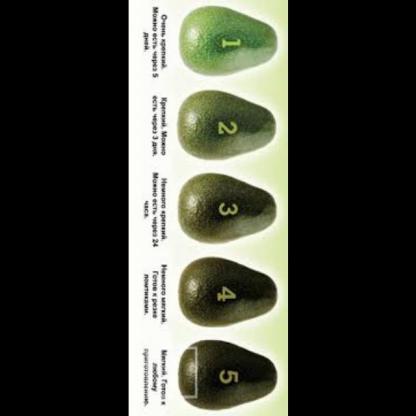 1
Очень крепкий.
Можно есть через 5
дней.
2
Крепкий. Можно
есть через 3 дня.
3
Немного крепкий.
Можно есть через 24
часа.
4
Немного мягкий.
Готов к резке
ломтиками.
5
Мягкий. Готов к
любому
приготовлению.